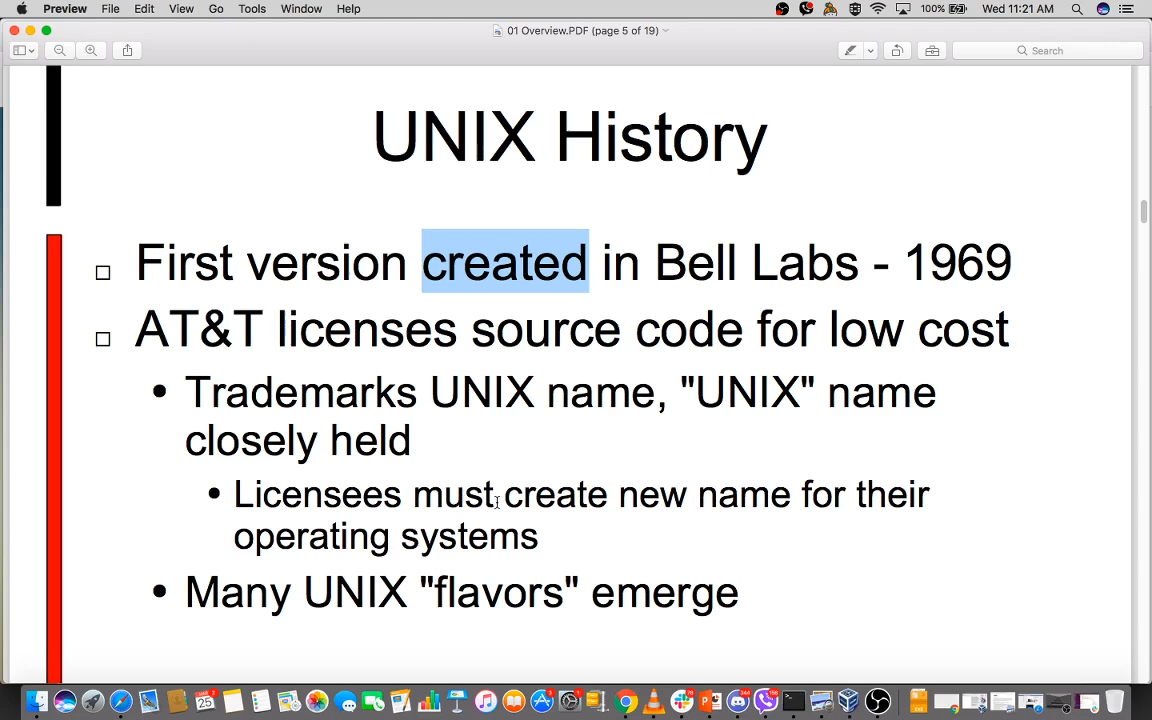 Preview File Edit View Go Tools Window Help 100% Wed 11:21 AM
01 Overview.PDF (page 5 of 19)
Search
UNIX History
First version created in Bell Labs - 1969
AT&T licenses source code for low cost
Trademarks UNIX name, "UNIX" name
closely held
Licensees must create new name for their
operating systems
Many UNIX "flavors" emerge